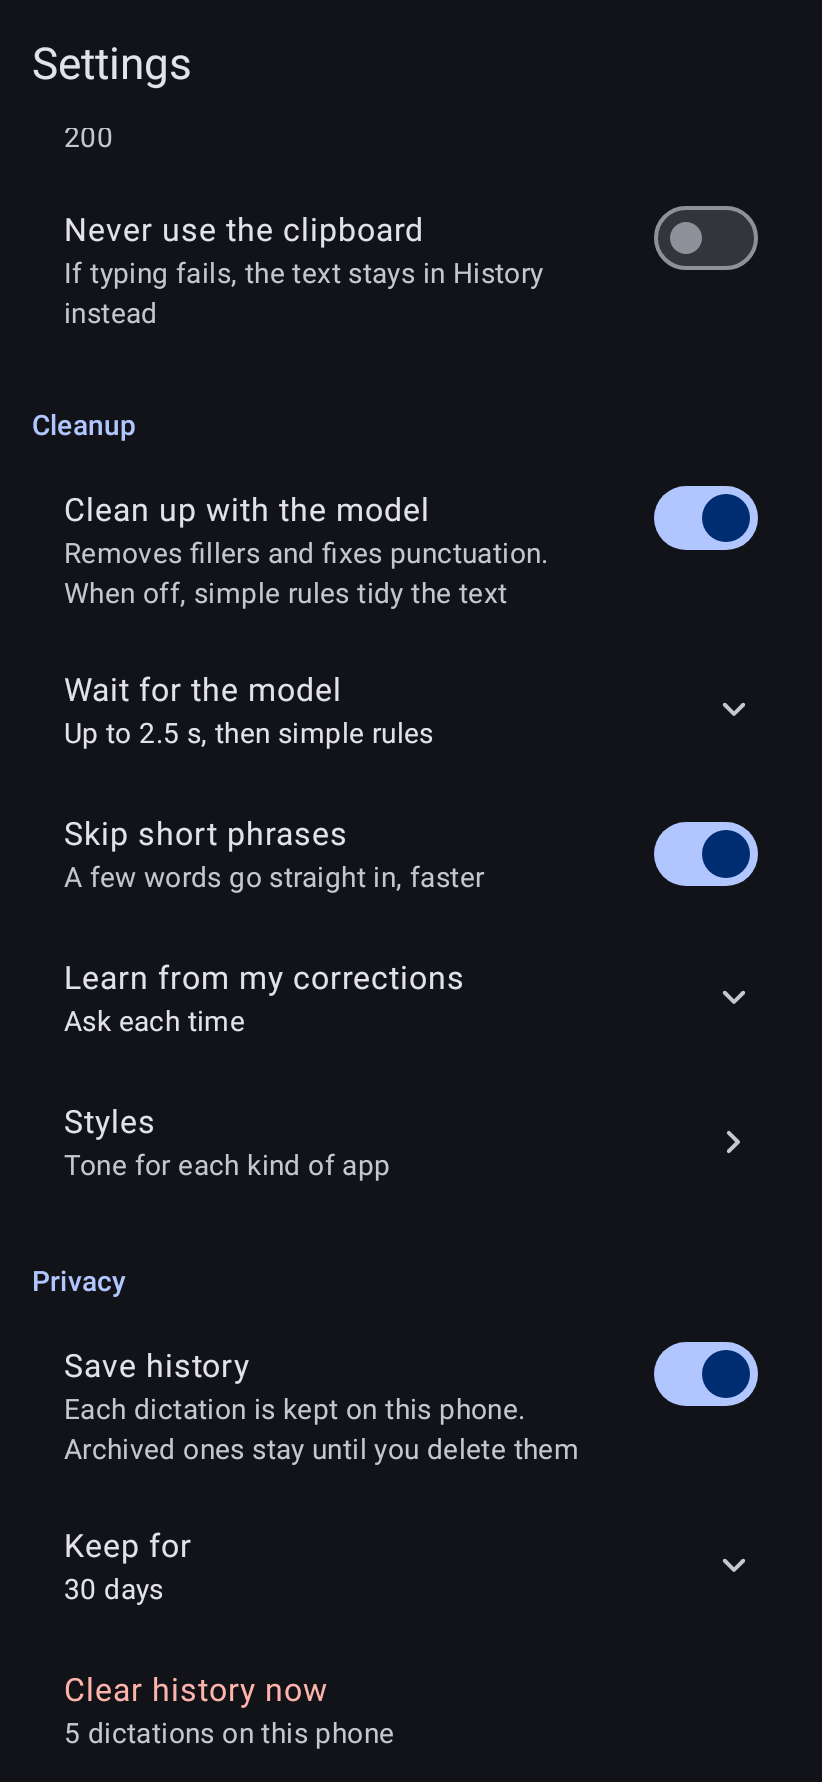 Settings
200
Never use the clipboard
If typing fails, the text stays in History
instead
Cleanup
Clean up with the model
Removes fillers and fixes punctuation.
When off, simple rules tidy the text
Wait for the model
Up to 2.5 s, then simple rules
Skip short phrases
A few words go straight in, faster
Learn from my corrections
Ask each time
Styles
Tone for each kind of app
Privacy
Save history
Each dictation is kept on this phone.
Archived ones stay until you delete them
Keep for
30 days
Clear history now
5 dictations on this phone